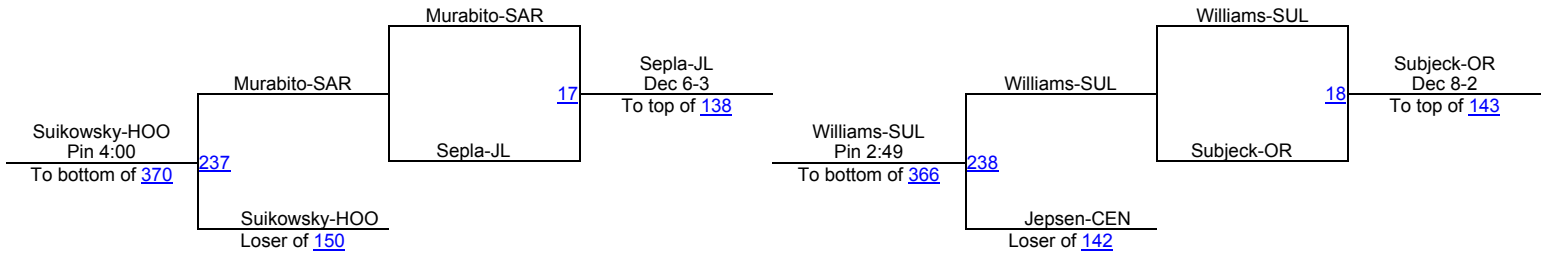 Murabito-SAR
Williams-SUL
Sepla-JL
Dec 6-3
To top of 138
Subjeck-OR
Dec 8-2
To top of 143
Murabito-SAR
17
Williams-SUL
18
Suikowsky-HOO
Pin 4:00
To bottom of 370
237
Sepla-JL
Williams-SUL
Pin 2:49
To bottom of 366
238
Subjeck-OR
Suikowsky-HOO
Loser of 150
Jepsen-CEN
Loser of 142